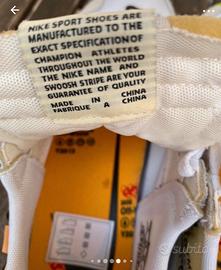 NIKE SPORT SHOES ARE
MANUFACTURED TO THE
EXACT SPECIFICATION OF
CHAMPION ATHLETES
THROUGHOUT THE WORLD
THE NIKE NAME AND
SWOOSH STRIPE ARE YOUR
GUARANTEE OF QUALITY
MADE IN CHINA
FABRIQUE A CHINA
subito